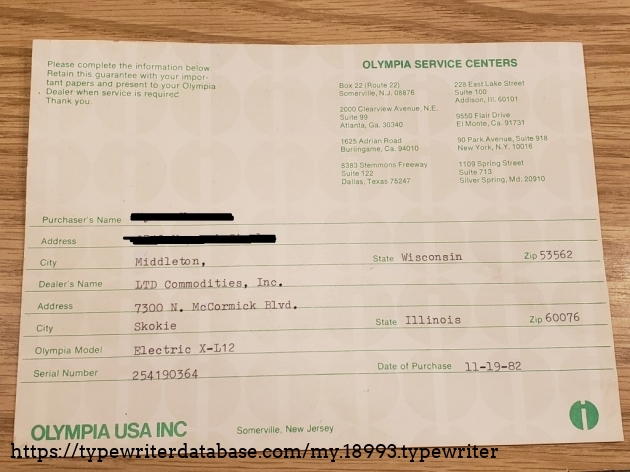 Please complete the information below.
Retain this guarantee with your impor-
tant papers and present to your Olympia
Dealer when service is required.
Thank you.
OLYMPIA SERVICE CENTERS
Box 22 (Route 22)
Somerville, N.J. 08876
2000 Clearview Avenue, N.E.
Suite 99
Atlanta, Ga. 30340
1625 Adrian Road
Burlingame, Ca. 94010
8383 Stemmons Freeway
Suite 122
Dallas, Texas 75247
228 East Lake Street
Suite 100
Addison, Ill. 60101
9550 Flair Drive
El Monte, Ca. 91731
90 Park Avenue, Suite 918
New York, N.Y. 10016
1109 Spring Street
Suite 713
Silver Spring, Md. 20910
Purchaser's Name
Address
City Middleton, State Wisconsin Zip 53562
Dealer's Name LTD Commodities, Inc.
Address 7300 N. McCormick Blvd.
City Skokie State Illinois Zip 60076
Olympia Model Electric X-L12
Serial Number 254190364 Date of Purchase 11-19-82
OLYMPIA USA INC Somerville, New Jersey
https://typewriterdatabase.com/my.18993.typewriter